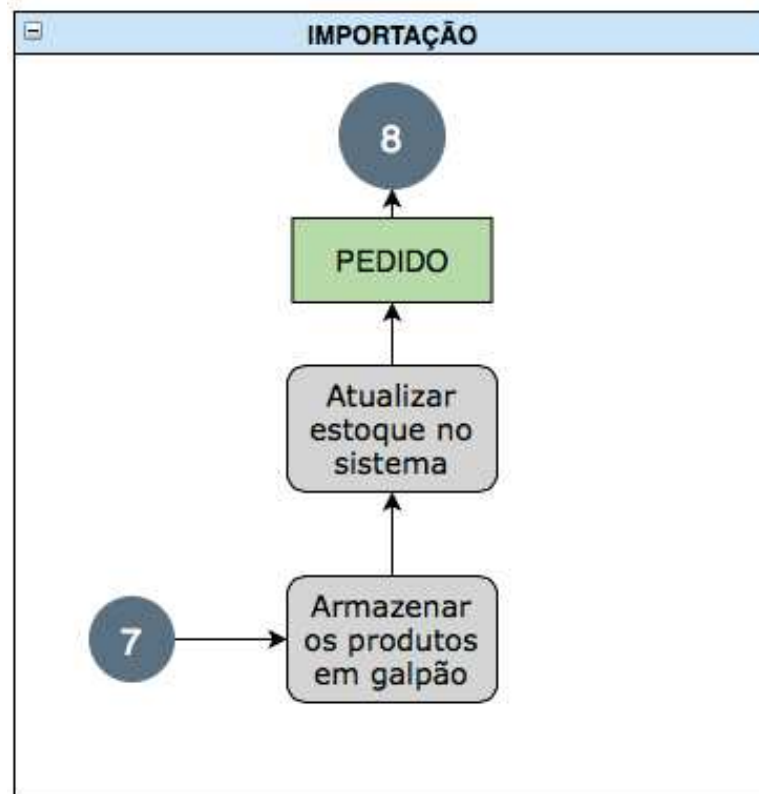 IMPORTAÇÃO
8
PEDIDO
Atualizar
estoque no
sistema
7
Armazenar
os produtos
em galpão